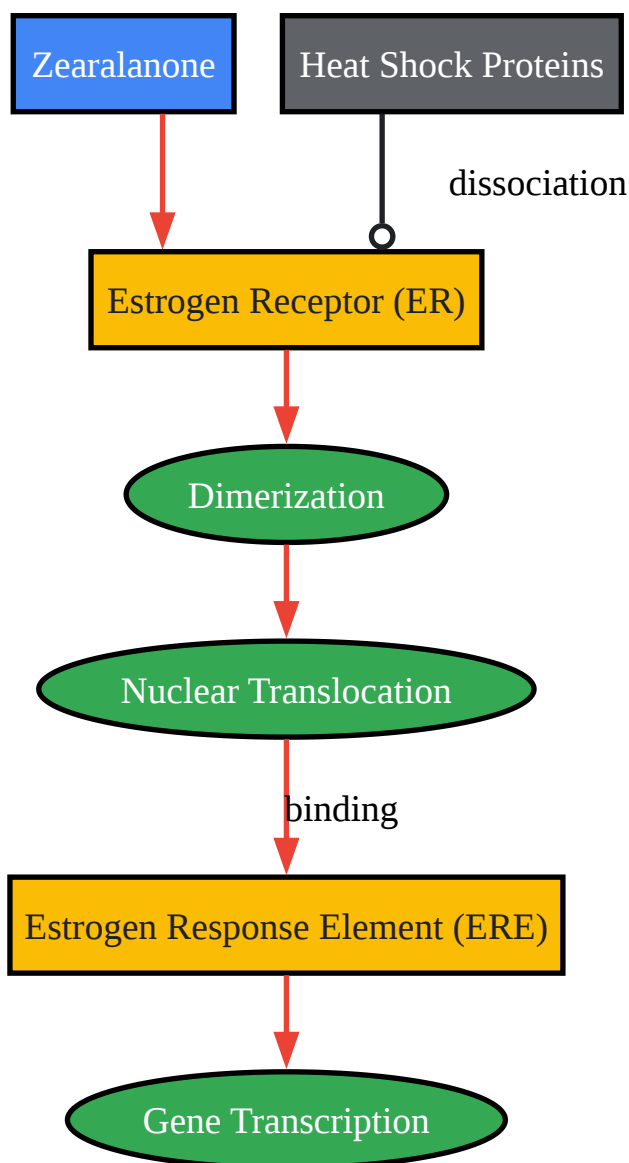 Zearalanone
Heat Shock Proteins
dissociation
Estrogen Receptor (ER)
Dimerization
Nuclear Translocation
binding
Estrogen Response Element (ERE)
Gene Transcription